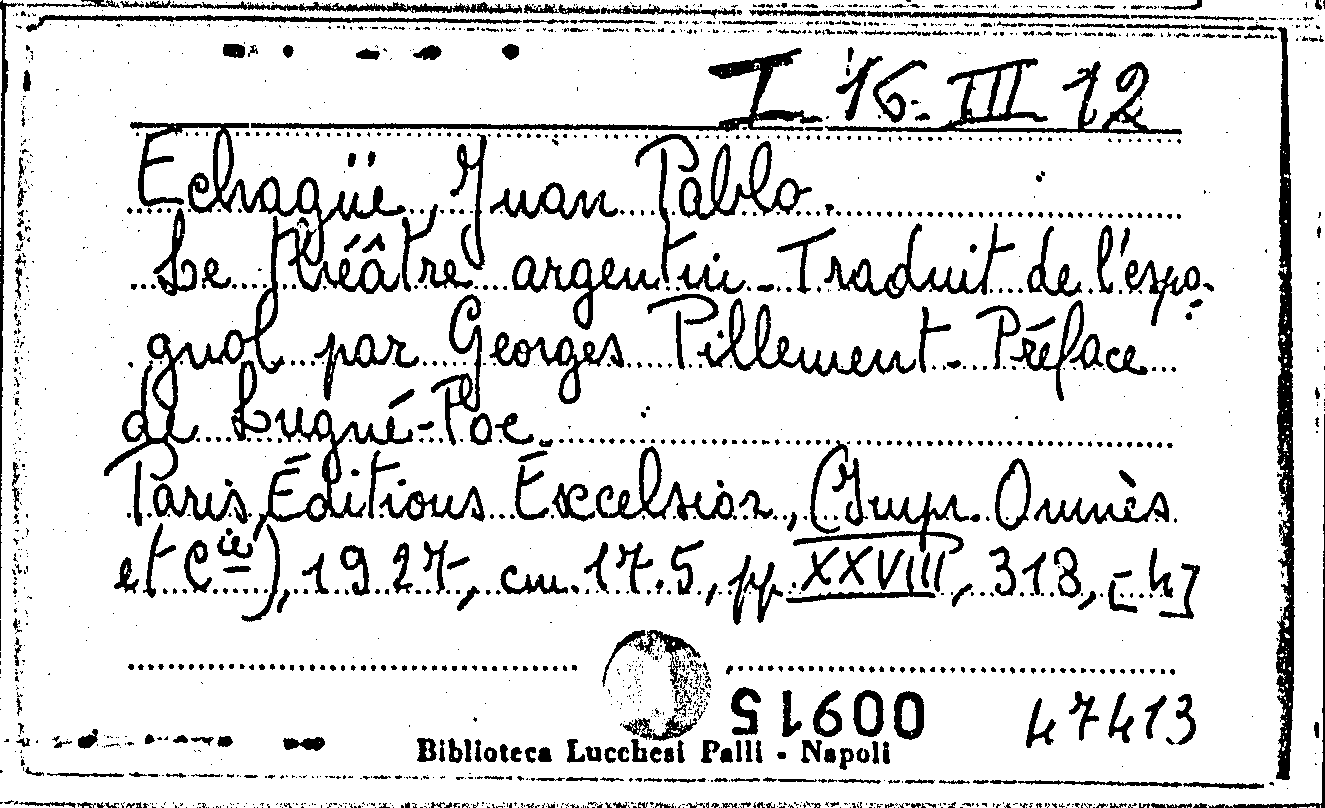 I. 16. III 12
Echagüe, Juan Pablo.
Le théâtre argentin. Traduit de l'espa-
gnol par Georges Pillement. Préface
de Lugné-Poe.
Paris, Éditions Excelsior, (Impr. Omnès
et Cie), 1927, cm. 17.5, pp. XXVIII, 318, [4]
00915 47413
Biblioteca Lucchesi Palli - Napoli